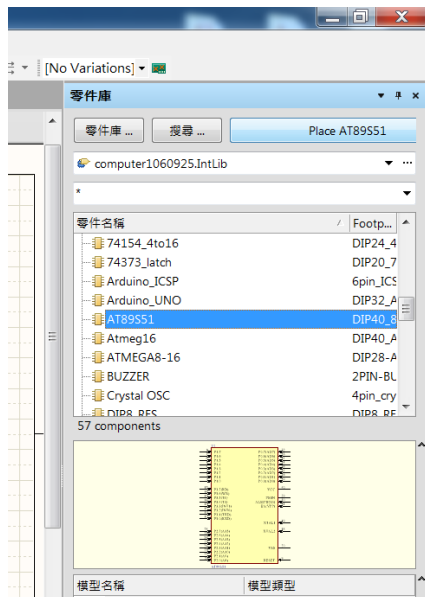 [No Variations]
零件庫
零件庫 ...
搜尋 ...
Place AT89S51
computer1060925.IntLib
...
*
零件名稱 / Footp...
74154_4to16 DIP24_4
74373_latch DIP20_7
Arduino_ICSP 6pin_ICS
Arduino_UNO DIP32_A
AT89S51 DIP40_8
Atmeg16 DIP40_A
ATMEGA8-16 DIP28-A
BUZZER 2PIN-BU
Crystal OSC 4pin_cry
DIP8_RES DIP8_RE
57 components
模型名稱 模型類型